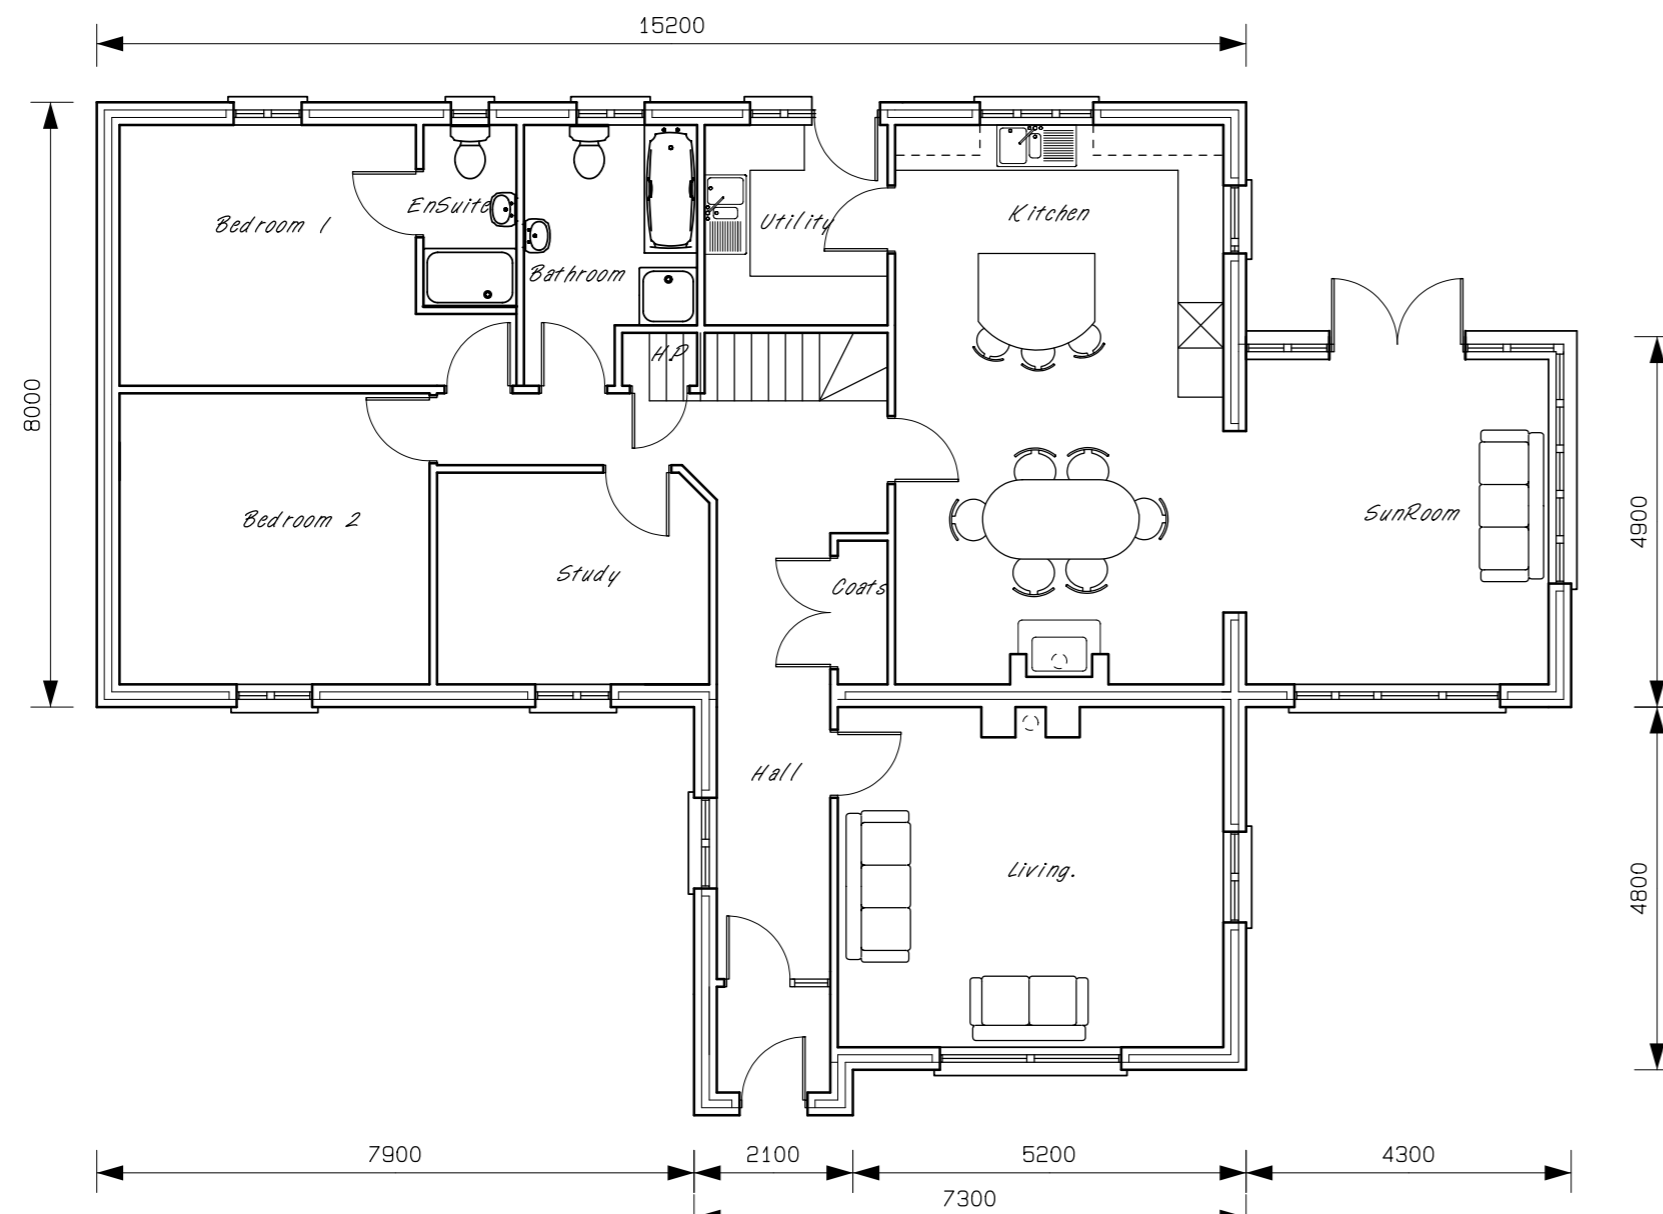 15200
8000
Bedroom 1
EnSuite
Bathroom
Utility
Kitchen
H.P
Bedroom 2
Study
Coats
SunRoom
4900
Hall
Living.
4800
7900
2100
5200
4300
7300